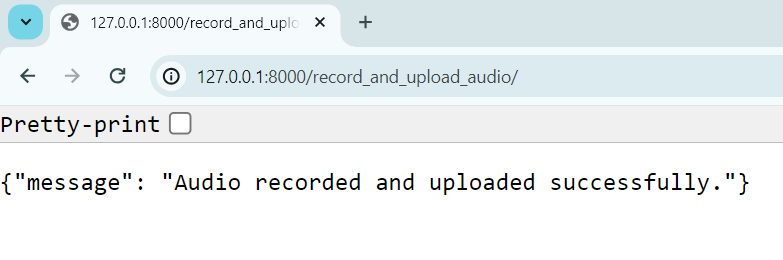 127.0.0.1:8000/record_and_uplo
127.0.0.1:8000/record_and_upload_audio/
Pretty-print
{"message": "Audio recorded and uploaded successfully."}